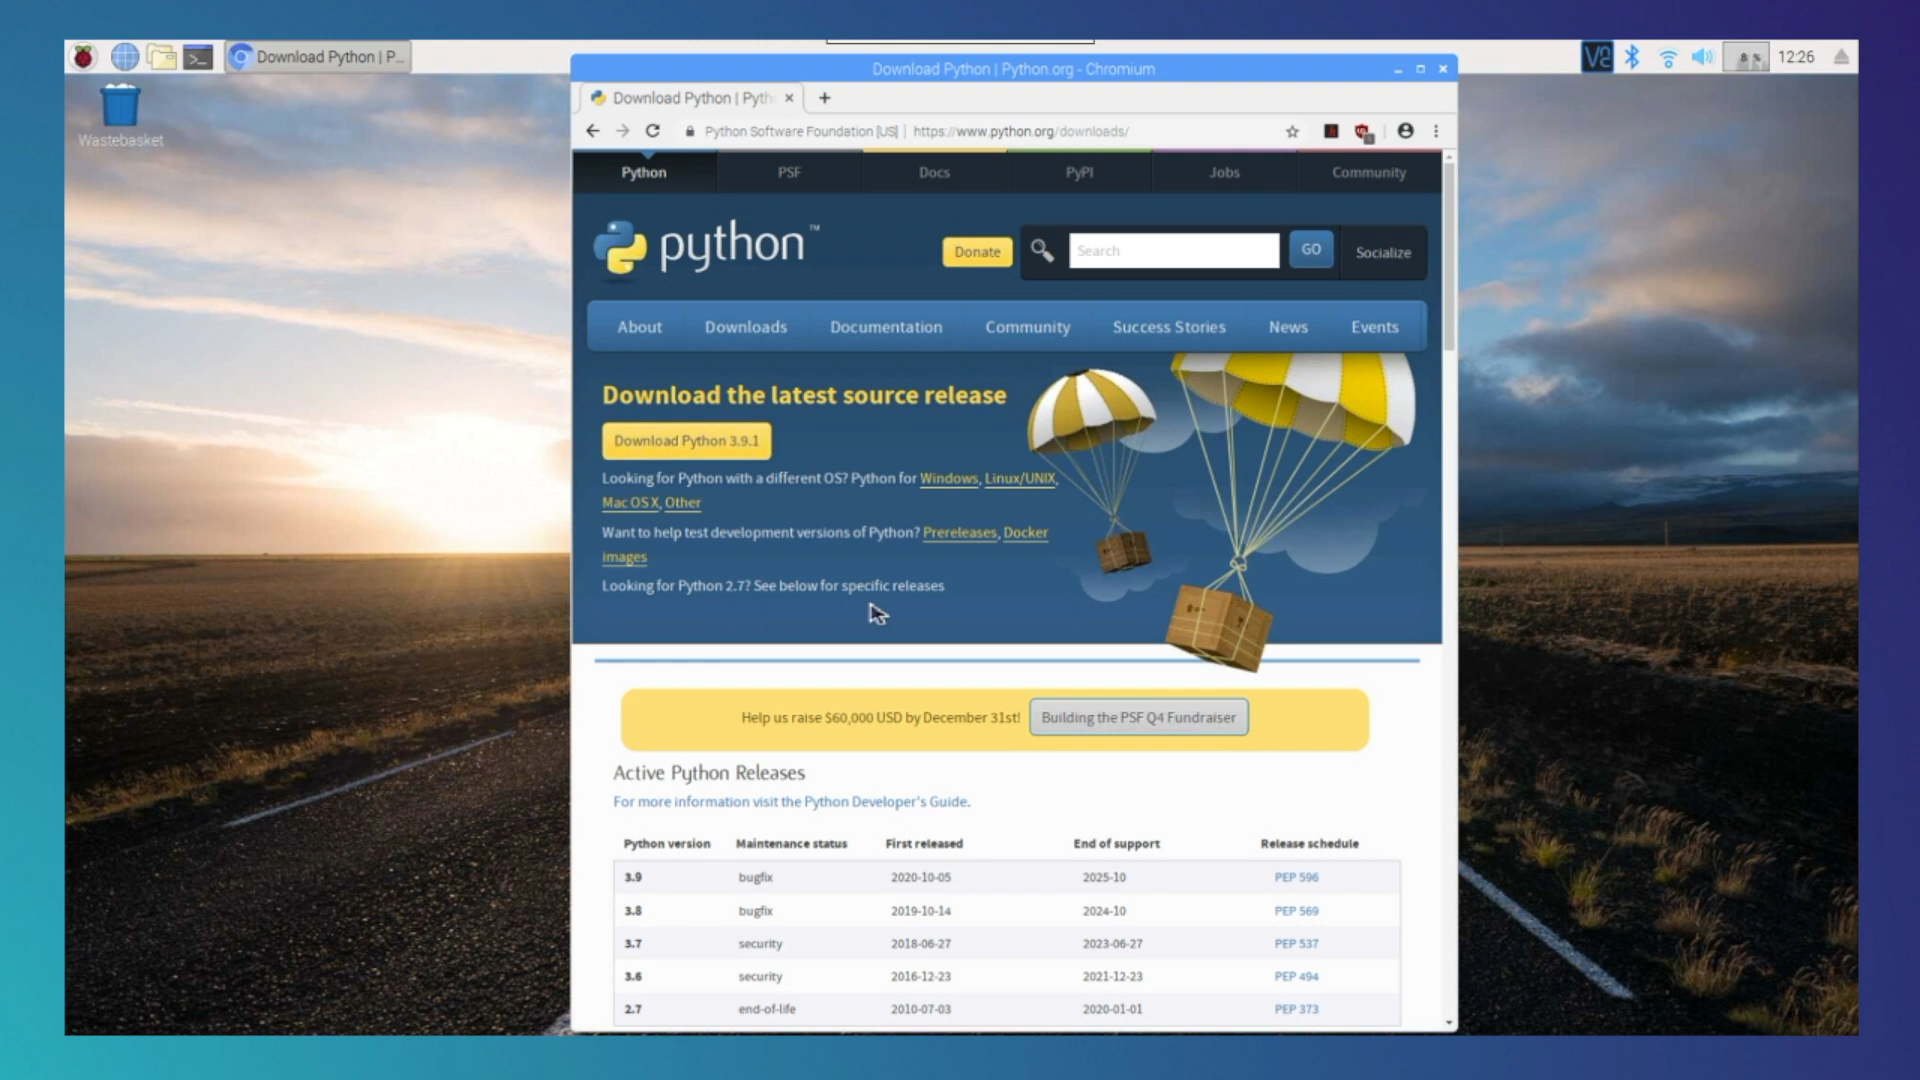 Download Python | P...
12:26
Wastebasket
Download Python | Python.org - Chromium
Download Python | Pyth
Python Software Foundation [US] | https://www.python.org/downloads/
Python PSF Docs PyPI Jobs Community
python™
Donate
Search
GO
Socialize
About Downloads Documentation Community Success Stories News Events
Download the latest source release
Download Python 3.9.1
Looking for Python with a different OS? Python for Windows, Linux/UNIX,
Mac OS X, Other
Want to help test development versions of Python? Prereleases, Docker
images
Looking for Python 2.7? See below for specific releases
Help us raise $60,000 USD by December 31st!
Building the PSF Q4 Fundraiser
Active Python Releases
For more information visit the Python Developer's Guide.
Python version Maintenance status First released End of support Release schedule
3.9 bugfix 2020-10-05 2025-10 PEP 596
3.8 bugfix 2019-10-14 2024-10 PEP 569
3.7 security 2018-06-27 2023-06-27 PEP 537
3.6 security 2016-12-23 2021-12-23 PEP 494
2.7 end-of-life 2010-07-03 2020-01-01 PEP 373